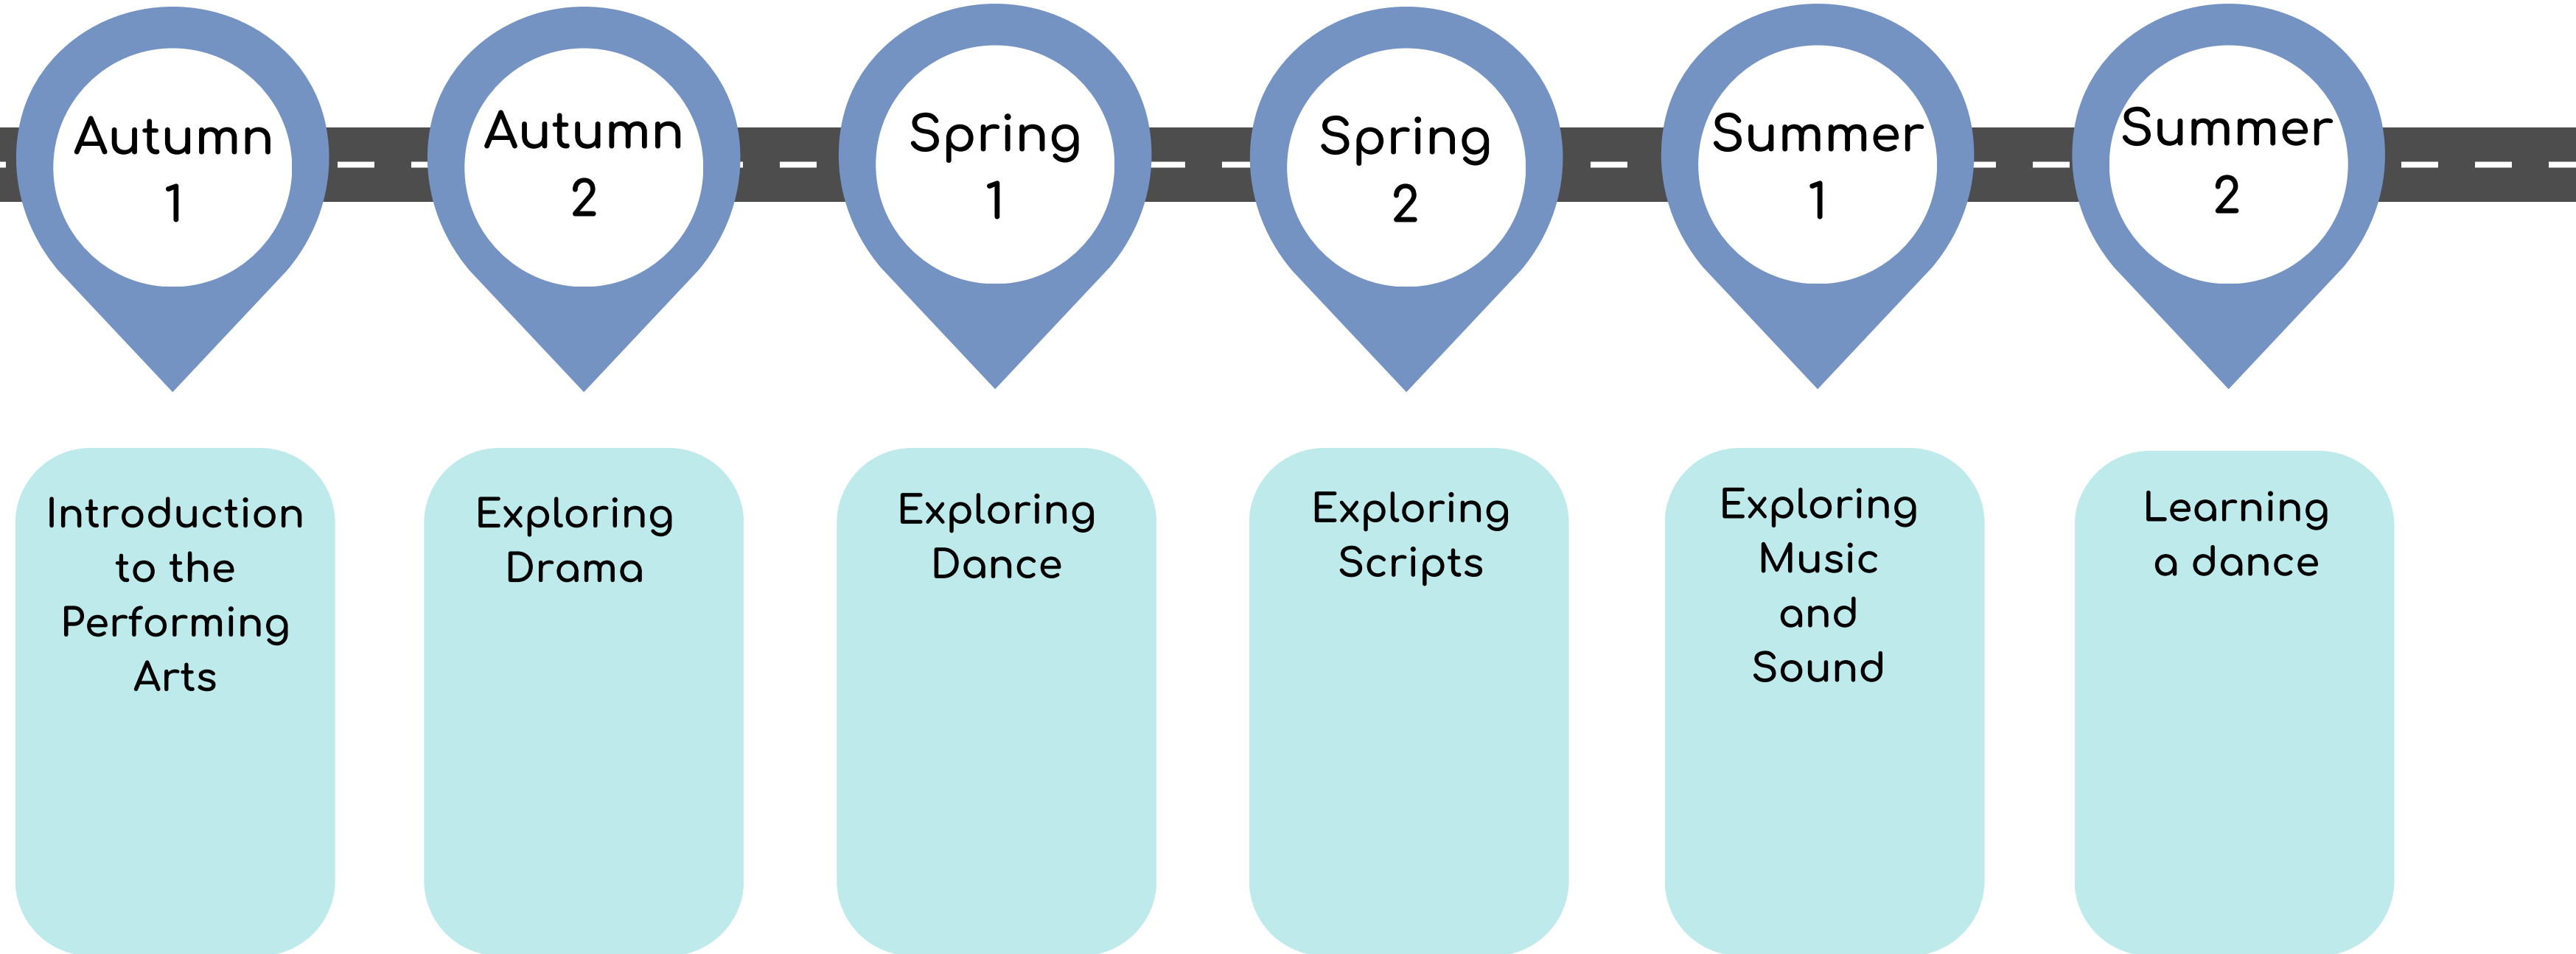 Autumn
1
Autumn
2
Spring
1
Spring
2
Summer
1
Summer
2
Introduction
to the
Performing
Arts
Exploring
Drama
Exploring
Dance
Exploring
Scripts
Exploring
Music
and
Sound
Learning
a dance